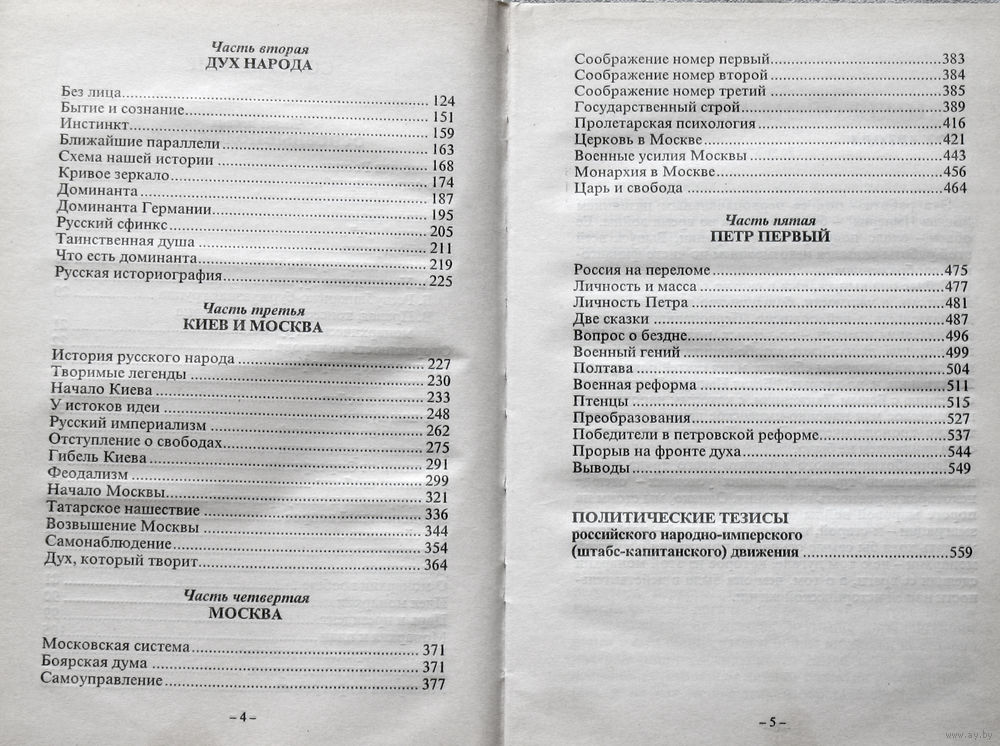 Часть вторая
ДУХ НАРОДА
Без лица........ 124
Бытие и сознание........ 151
Инстинкт........ 159
Ближайшие параллели........ 163
Схема нашей истории........ 168
Кривое зеркало........ 174
Доминанта........ 187
Доминанта Германии........ 195
Русский сфинкс........ 205
Таинственная душа........ 211
Что есть доминанта........ 219
Русская историография........ 225
Часть третья
КИЕВ И МОСКВА
История русского народа........ 227
Творимые легенды........ 230
Начало Киева........ 233
У истоков идеи........ 248
Русский империализм........ 262
Отступление о свободах........ 275
Гибель Киева........ 291
Феодализм........ 299
Начало Москвы........ 321
Татарское нашествие........ 336
Возвышение Москвы........ 344
Самонаблюдение........ 354
Дух, который творит........ 364
Часть четвертая
МОСКВА
Московская система........ 371
Боярская дума........ 371
Самоуправление........ 377
– 4 –
Соображение номер первый........383
Соображение номер второй........384
Соображение номер третий........385
Государственный строй........389
Пролетарская психология........416
Церковь в Москве........421
Военные усилия Москвы........443
Монархия в Москве........456
Царь и свобода........464
Часть пятая
ПЕТР ПЕРВЫЙ
Россия на переломе........475
Личность и масса........477
Личность Петра........481
Две сказки........487
Вопрос о бездне........496
Военный гений........499
Полтава........504
Военная реформа........511
Птенцы........515
Преобразования........527
Победители в петровской реформе........537
Прорыв на фронте духа........544
Выводы........549
ПОЛИТИЧЕСКИЕ ТЕЗИСЫ
российского народно-имперского
(штабс-капитанского) движения........559
– 5 –
www.ay.by